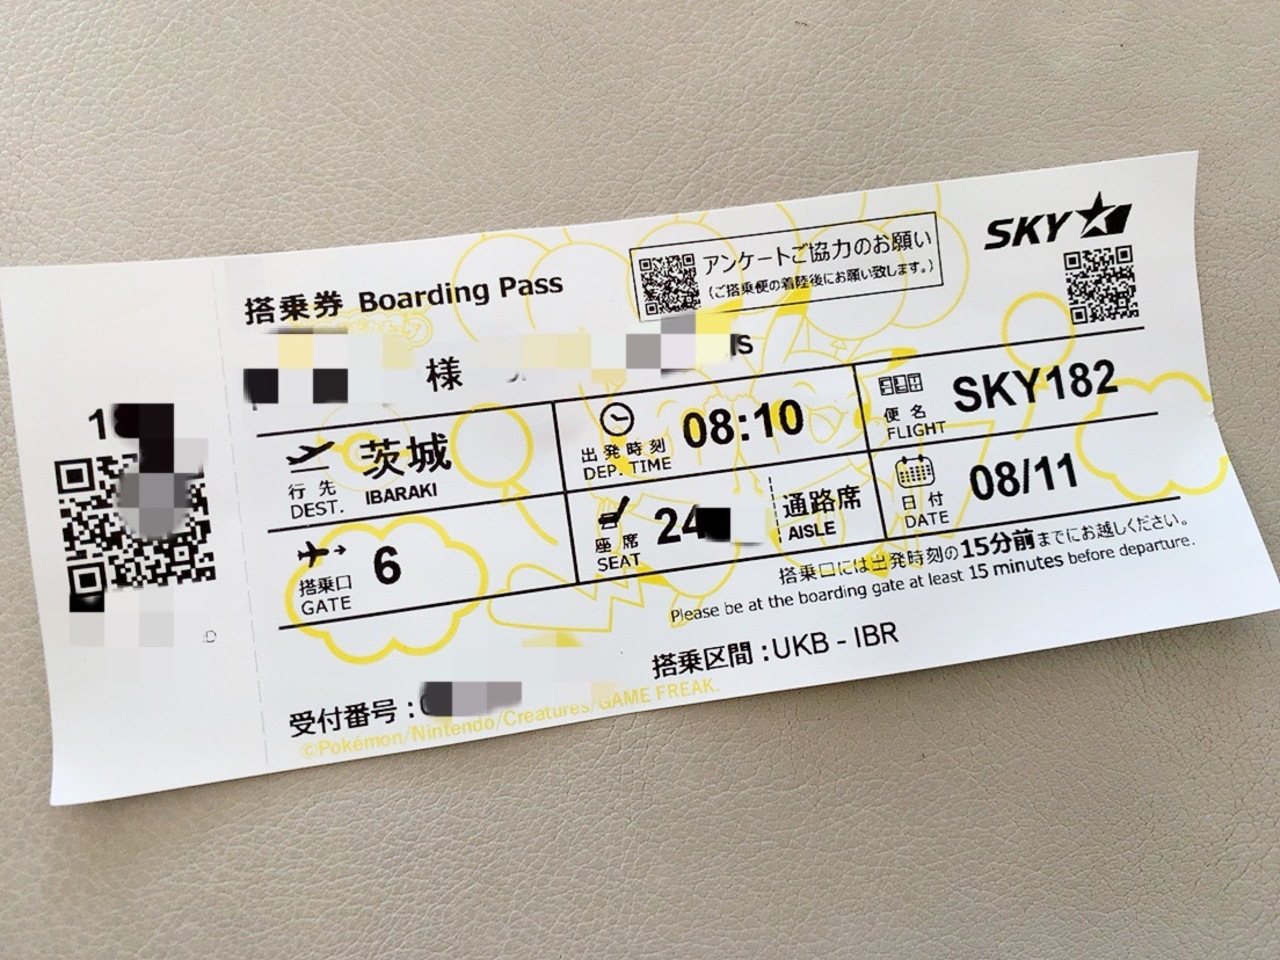 搭乗券 Boarding Pass
アンケートご協力のお願い
(ご搭乗便の着陸後にお願い致します。)
SKY
様
行先
DEST.
茨城
IBARAKI
出発時刻
DEP. TIME
08:10
便名
FLIGHT
SKY182
搭乗口
GATE
6
座席
SEAT
24
通路席
AISLE
日付
DATE
08/11
搭乗口には出発時刻の15分前までにお越しください。
Please be at the boarding gate at least 15 minutes before departure.
搭乗区間:UKB - IBR
受付番号:
©Pokémon/Nintendo/Creatures/GAME FREAK.